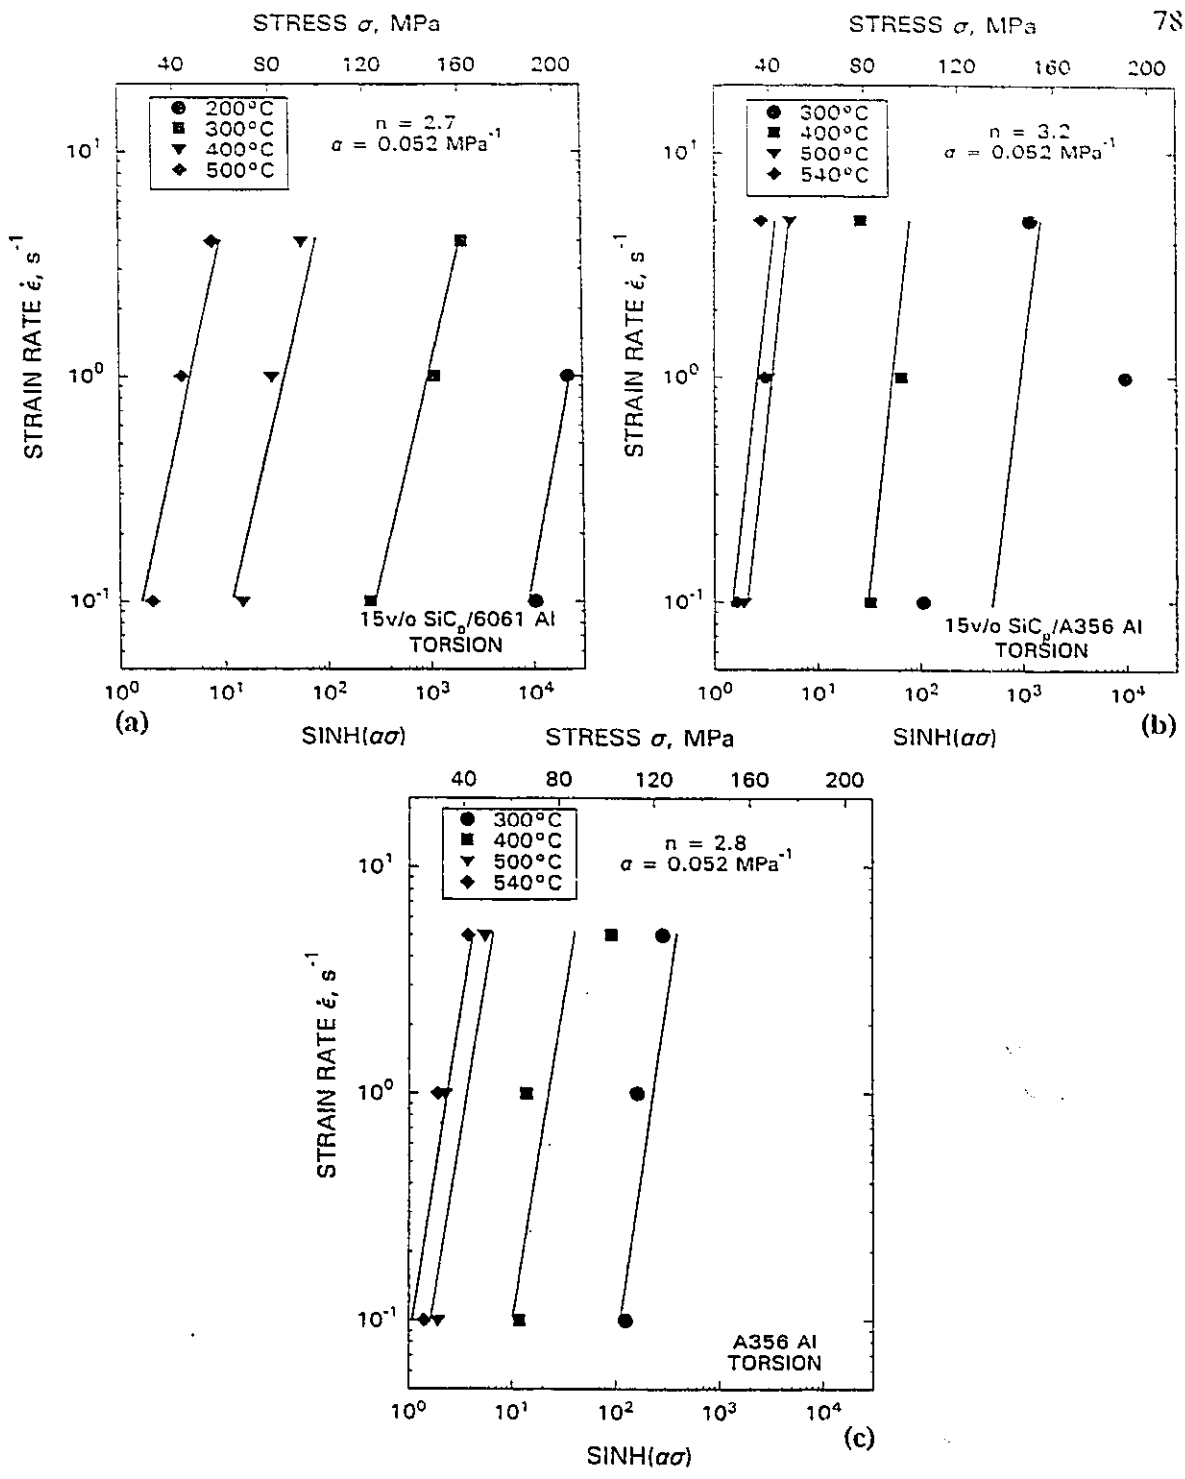 78
STRESS σ, MPa
40 80 120 160 200
200°C
300°C
400°C
500°C
n = 2.7
α = 0.052 MPa⁻¹
10¹
10⁰
10⁻¹
STRAIN RATE ε̇, s⁻¹
15v/o SiCp/6061 Al
TORSION
10⁰ 10¹ 10² 10³ 10⁴
(a)
SINH(ασ)
STRESS σ, MPa
40 80 120 160 200
300°C
400°C
500°C
540°C
n = 3.2
α = 0.052 MPa⁻¹
10¹
10⁰
10⁻¹
STRAIN RATE ε̇, s⁻¹
15v/o SiCp/A356 Al
TORSION
10⁰ 10¹ 10² 10³ 10⁴
(b)
SINH(ασ)
STRESS σ, MPa
40 80 120 160 200
300°C
400°C
500°C
540°C
n = 2.8
α = 0.052 MPa⁻¹
10¹
10⁰
10⁻¹
STRAIN RATE ε̇, s⁻¹
A356 Al
TORSION
10⁰ 10¹ 10² 10³ 10⁴
(c)
SINH(ασ)